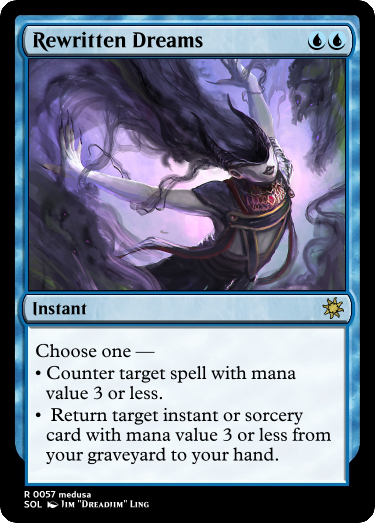 Rewritten Dreams
Instant
Choose one —
• Counter target spell with mana
value 3 or less.
• Return target instant or sorcery
card with mana value 3 or less from
your graveyard to your hand.
R 0057 medusa
SOL Jim "Dreadjim" Ling